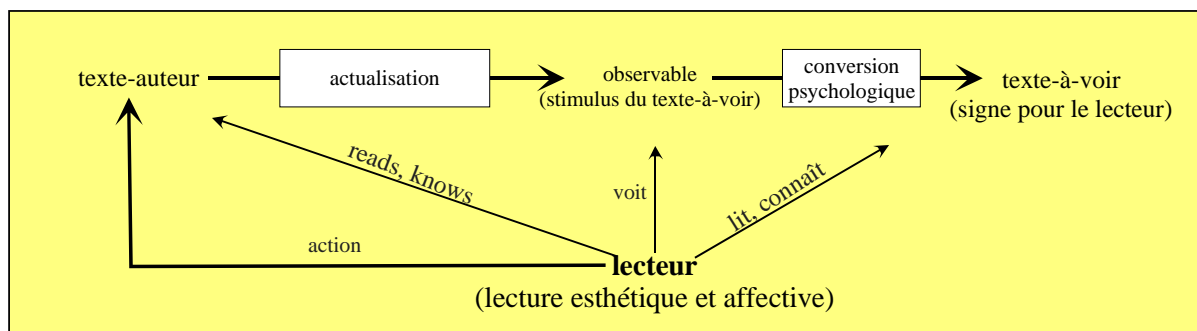 texte-auteur
actualisation
observable
(stimulus du texte-à-voir)
conversion
psychologique
texte-à-voir
(signe pour le lecteur)
reads, knows
voit
lit, connaît
action
lecteur
(lecture esthétique et affective)